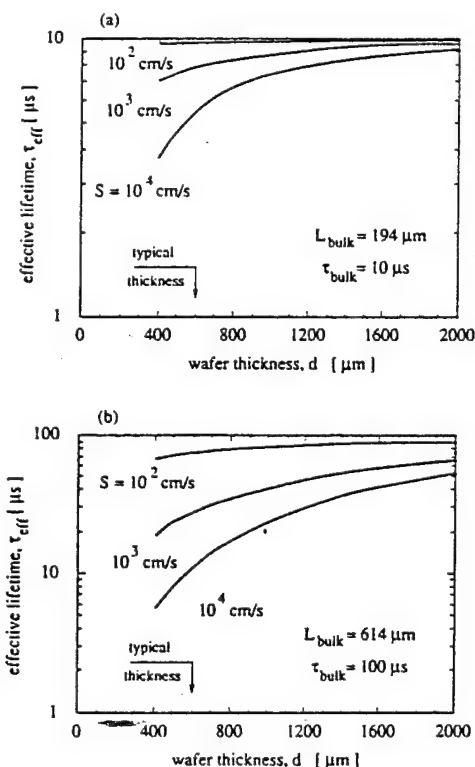 (a)
10
10² cm/s
10³ cm/s
S = 10⁴ cm/s
L_bulk = 194 µm
τ_bulk = 10 µs
typical
thickness
1
effective lifetime, τ_eff [ µs ]
0 400 800 1200 1600 2000
wafer thickness, d [ µm ]
(b)
100
S = 10² cm/s
10³ cm/s
10⁴ cm/s
10
L_bulk = 614 µm
τ_bulk = 100 µs
typical
thickness
1
effective lifetime, τ_eff [ µs ]
0 400 800 1200 1600 2000
wafer thickness, d [ µm ]